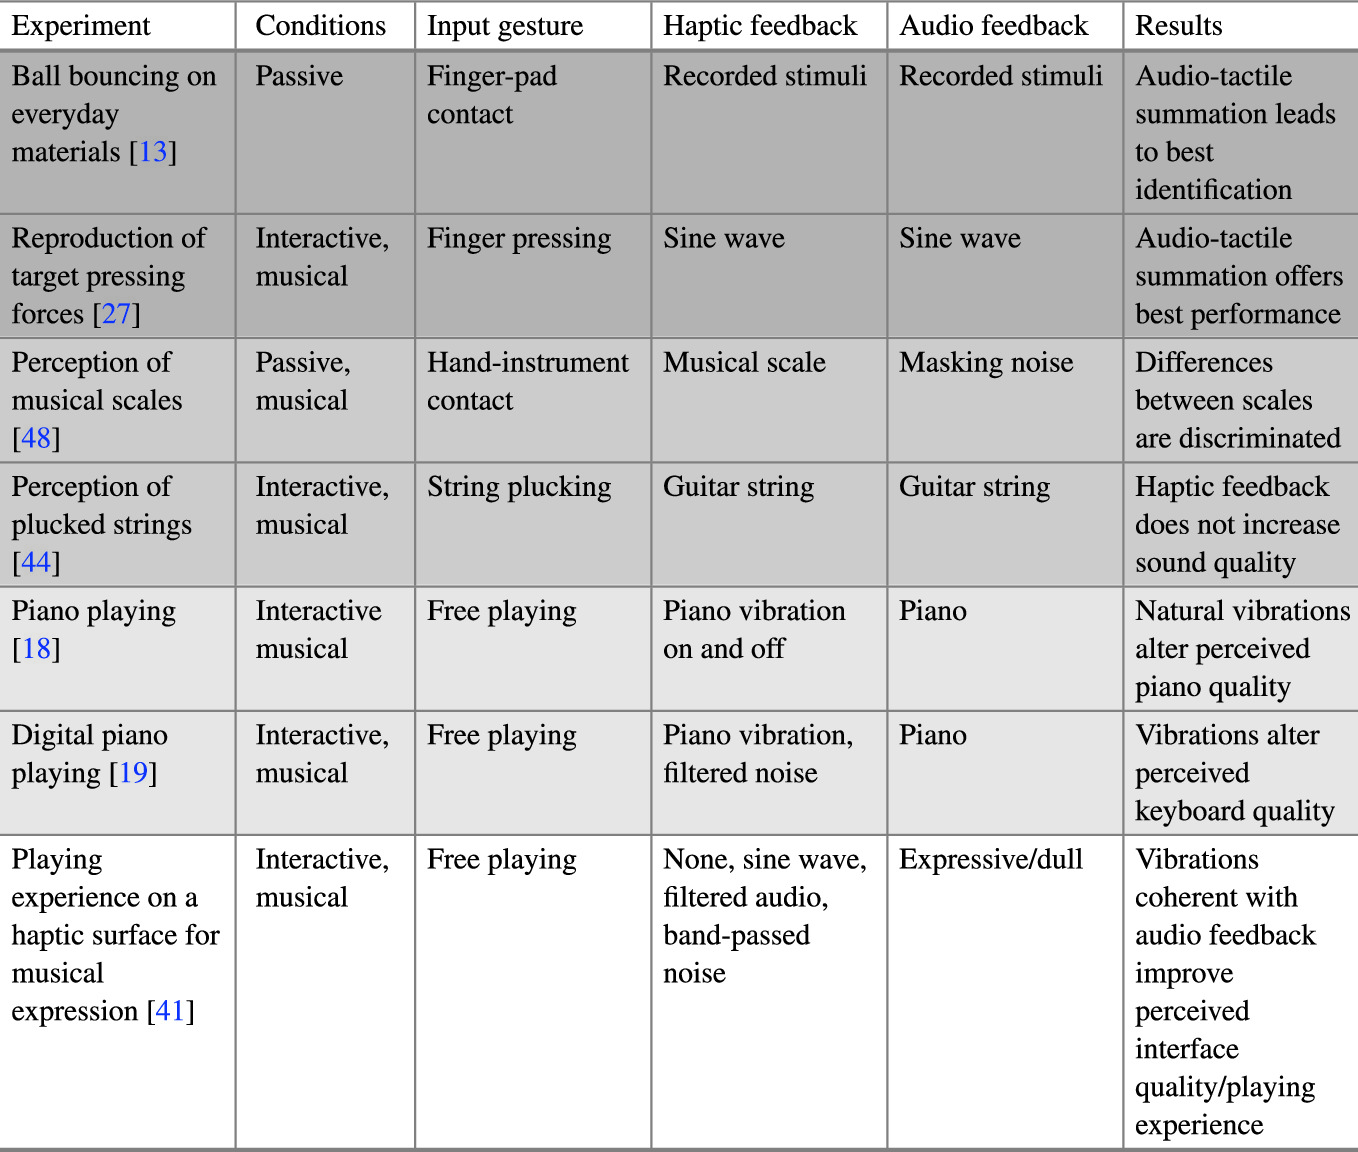 Experiment Conditions Input gesture Haptic feedback Audio feedback Results
Ball bouncing on Passive Finger-pad Recorded stimuli Recorded stimuli Audio-tactile
everyday contact summation leads
materials [13] to best
identification
Reproduction of Interactive, Finger pressing Sine wave Sine wave Audio-tactile
target pressing musical summation offers
forces [27] best performance
Perception of Passive, Hand-instrument Musical scale Masking noise Differences
musical scales musical contact between scales
[48] are discriminated
Perception of Interactive, String plucking Guitar string Guitar string Haptic feedback
plucked strings musical does not increase
[44] sound quality
Piano playing Interactive Free playing Piano vibration Piano Natural vibrations
[18] musical on and off alter perceived
piano quality
Digital piano Interactive, Free playing Piano vibration, Piano Vibrations alter
playing [19] musical filtered noise perceived
keyboard quality
Playing Interactive, Free playing None, sine wave, Expressive/dull Vibrations
experience on a musical filtered audio, coherent with
haptic surface for band-passed audio feedback
musical noise improve
expression [41] perceived
interface
quality/playing
experience